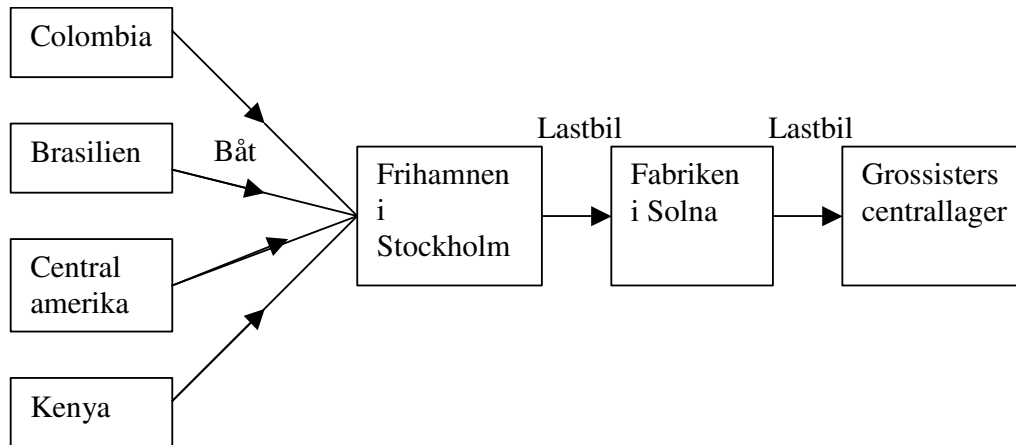 Colombia
Brasilien
Central
amerika
Kenya
Båt
Frihamnen
i
Stockholm
Lastbil
Fabriken
i Solna
Lastbil
Grossisters
centrallager